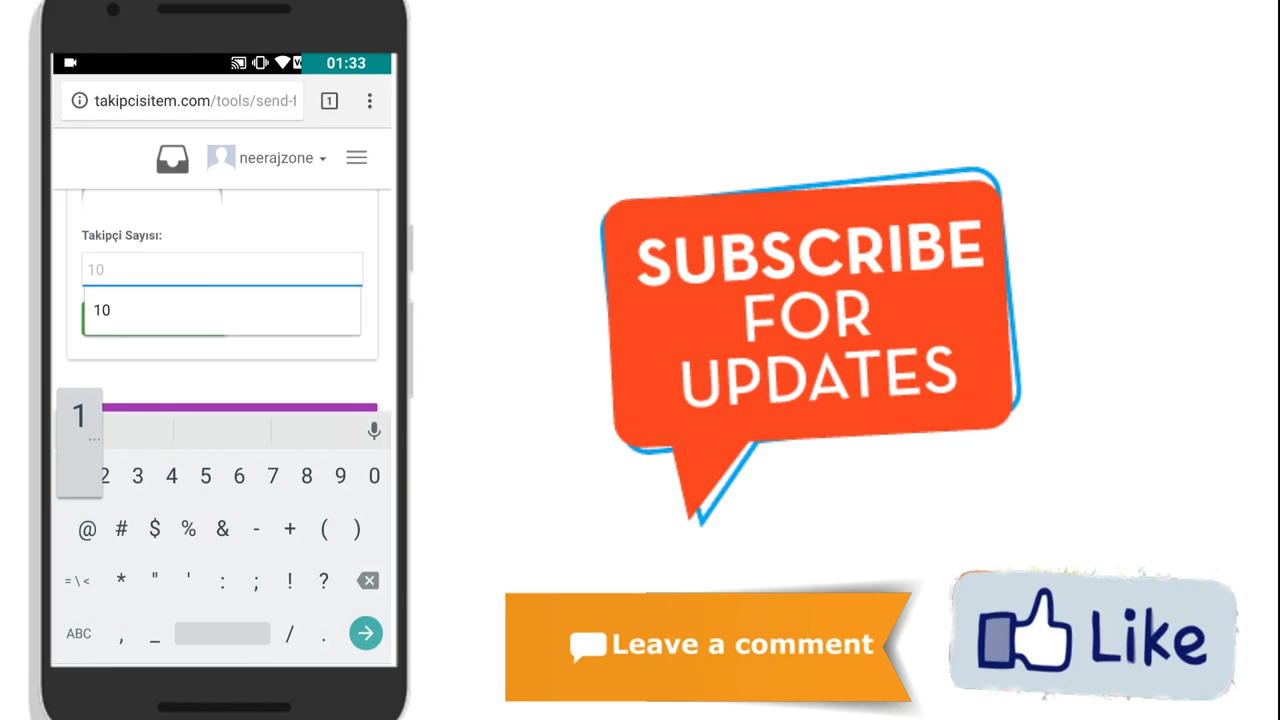 01:33
takipcisitem.com/tools/send-f
1
neerajzone
Takipçi Sayısı:
10
10
1
...
2 3 4 5 6 7 8 9 0
@ # $ % & - + ( )
= \ < * " ' : ; ! ?
ABC , _ / .
SUBSCRIBE
FOR
UPDATES
Leave a comment
Like